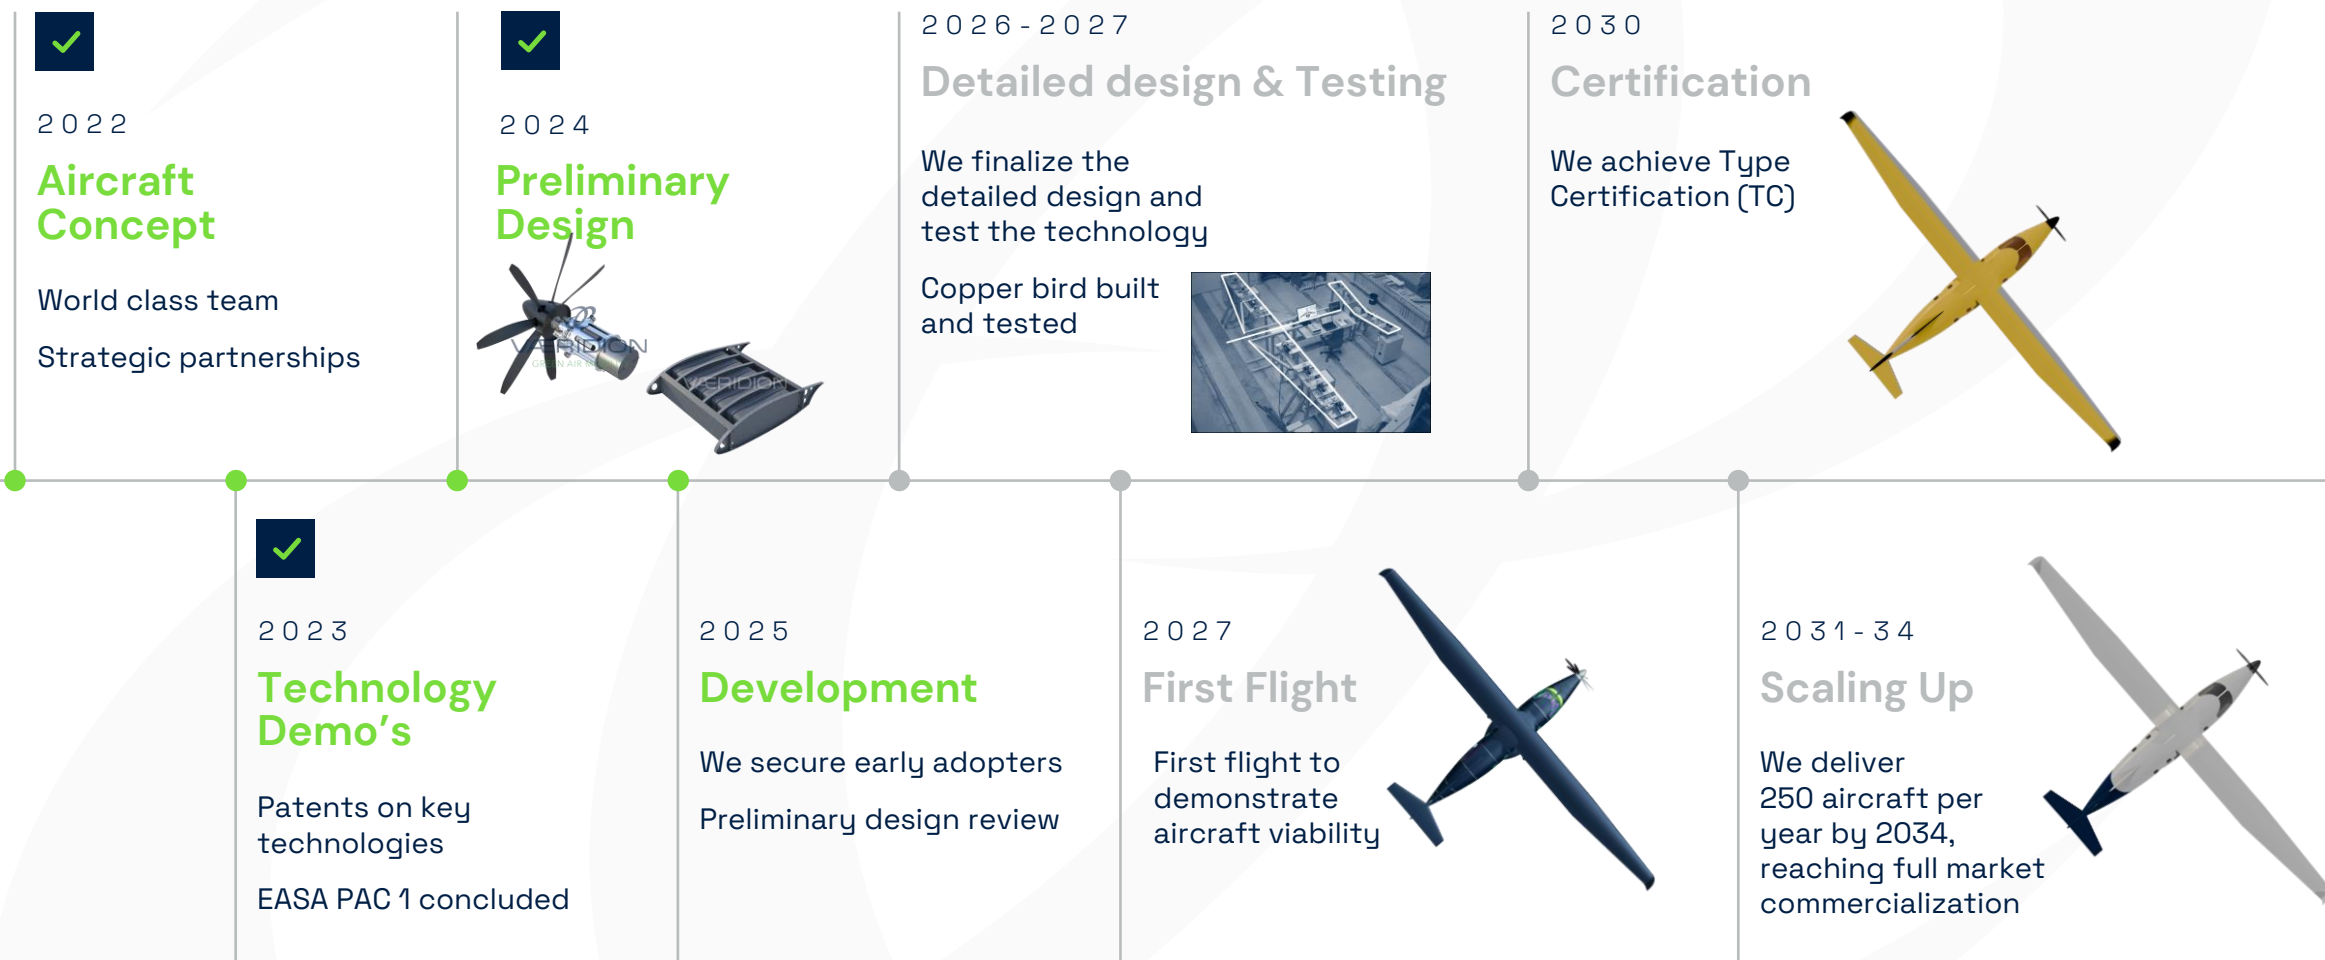 2022
Aircraft
Concept
World class team
Strategic partnerships
2023
Technology
Demo's
Patents on key
technologies
EASA PAC 1 concluded
2024
Preliminary
Design
VÆRIDION
VÆRIDION
2025
Development
We secure early adopters
Preliminary design review
2026-2027
Detailed design & Testing
We finalize the
detailed design and
test the technology
Copper bird built
and tested
2027
First Flight
First flight to
demonstrate
aircraft viability
2030
Certification
We achieve Type
Certification (TC)
2031-34
Scaling Up
We deliver
250 aircraft per
year by 2034,
reaching full market
commercialization